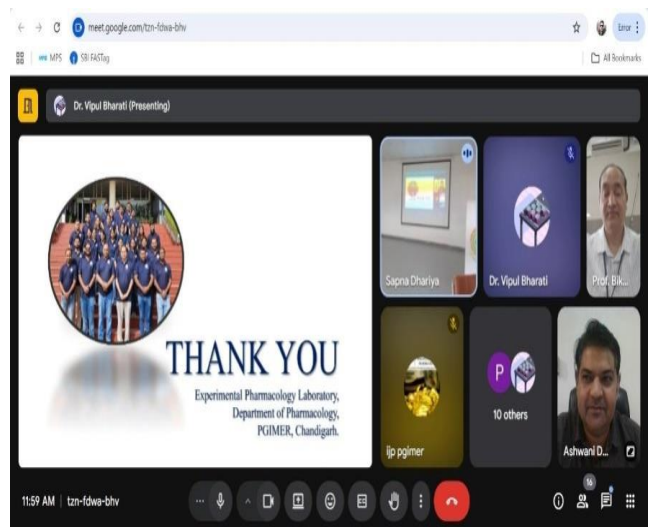 meet.google.com/tzn-fdwa-bhv
Error
MPS
SBI FASTag
All Bookmarks
Dr. Vipul Bharati (Presenting)
THANK YOU
Experimental Pharmacology Laboratory,
Department of Pharmacology,
PGIMER, Chandigarh.
Sapna Dhariya
Dr. Vipul Bharati
Prof. Bik...
ijp pgimer
P
10 others
Ashwani D...
11:59 AM | tzn-fdwa-bhv
16